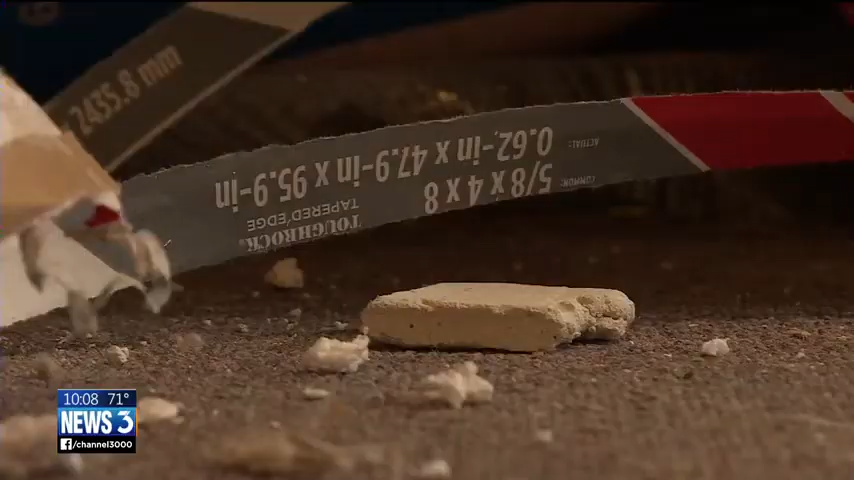 2435.8 mm
ACTUAL:
0.62-in x 47.9-in x 95.9-in
COMMON:
5/8 x 4 x 8
TOUGHROCK®
TAPERED EDGE
10:08 71°
NEWS 3
f/channel3000